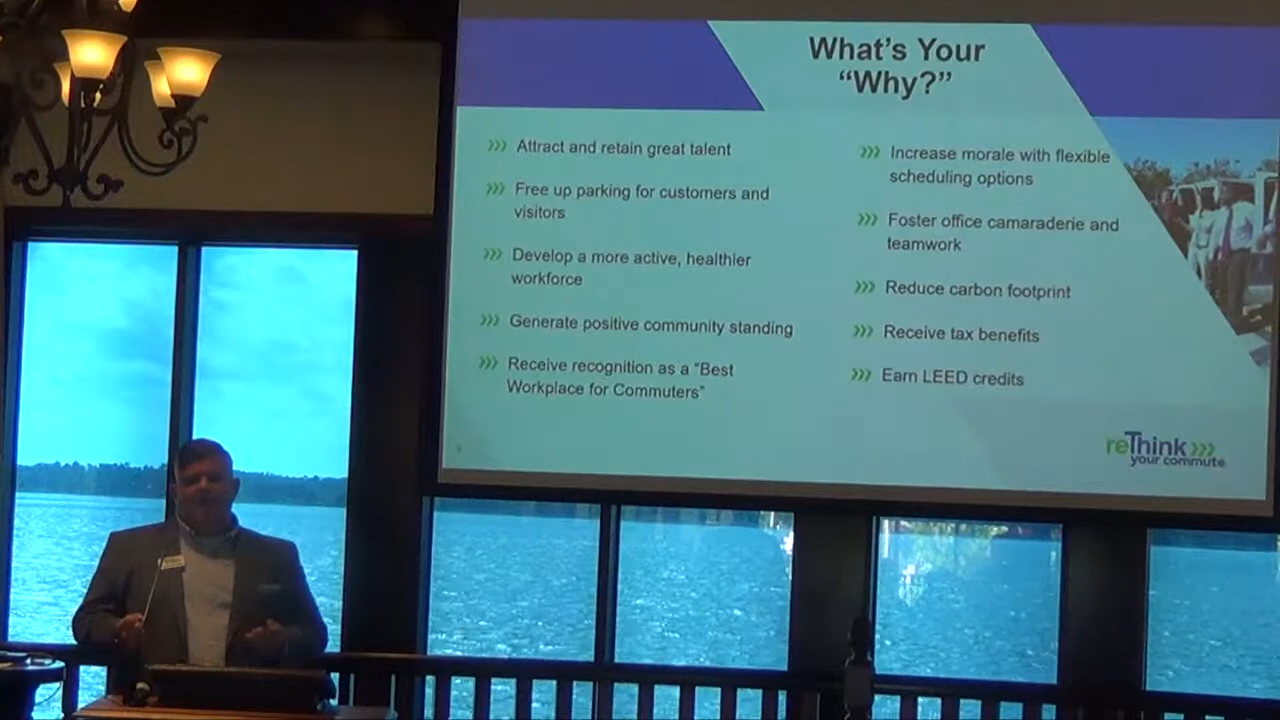 What's Your
“Why?”
››› Attract and retain great talent
››› Free up parking for customers and
visitors
››› Develop a more active, healthier
workforce
››› Generate positive community standing
››› Receive recognition as a “Best
Workplace for Commuters”
››› Increase morale with flexible
scheduling options
››› Foster office camaraderie and
teamwork
››› Reduce carbon footprint
››› Receive tax benefits
››› Earn LEED credits
reThink›››
your commute